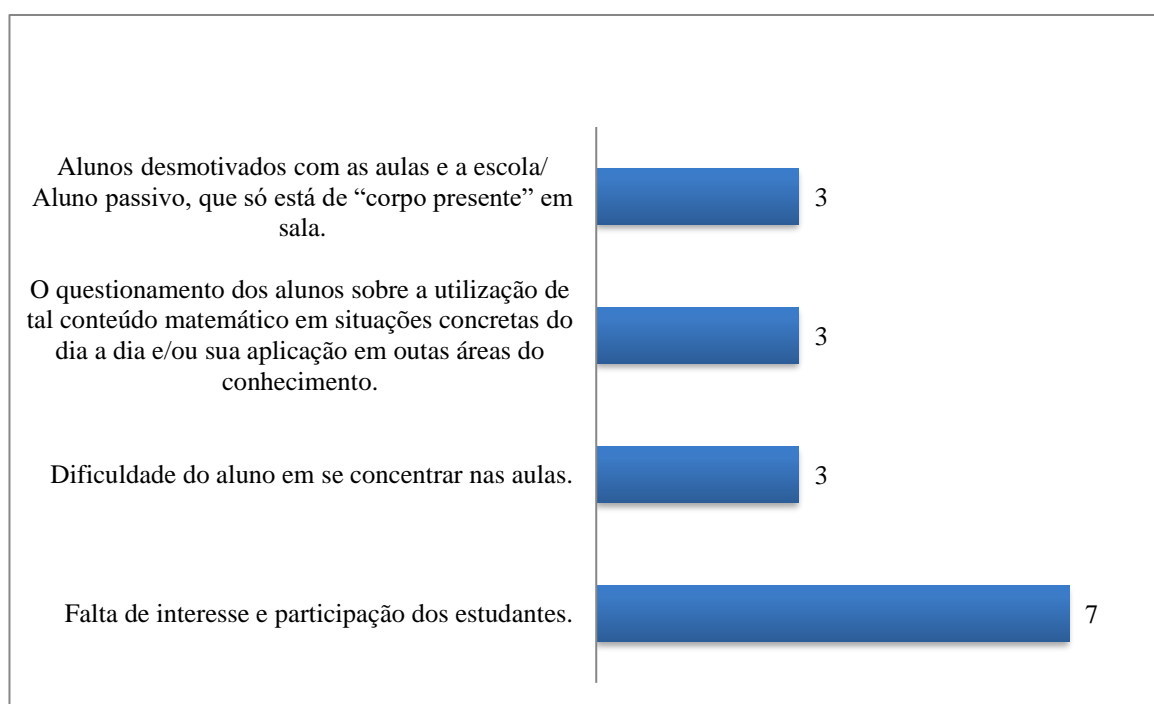 Alunos desmotivados com as aulas e a escola/
Aluno passivo, que só está de “corpo presente” em
sala.
3
O questionamento dos alunos sobre a utilização de
tal conteúdo matemático em situações concretas do
dia a dia e/ou sua aplicação em outas áreas do
conhecimento.
3
Dificuldade do aluno em se concentrar nas aulas.
3
Falta de interesse e participação dos estudantes.
7